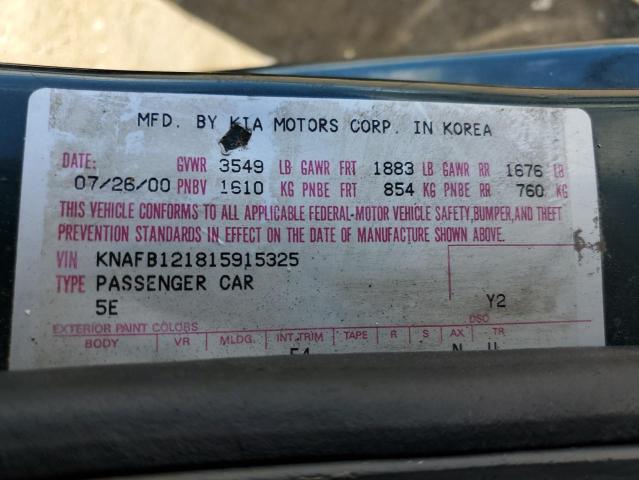 MFD. BY KIA MOTORS CORP. IN KOREA
DATE: GVWR 3549 LB GAWR FRT 1883 LB GAWR RR 1676 LB
07/26/00 PNBV 1610 KG PNBE FRT 854 KG PNBE RR 760 KG
THIS VEHICLE CONFORMS TO ALL APPLICABLE FEDERAL-MOTOR VEHICLE SAFETY,BUMPER,AND THEFT
PREVENTION STANDARDS IN EFFECT ON THE DATE OF MANUFACTURE SHOWN ABOVE.
VIN KNAFB121815915325
TYPE PASSENGER CAR
5E Y2
EXTERIOR PAINT COLORS DSO
BODY VR MLDG. INT.TRIM TAPE R S AX TR